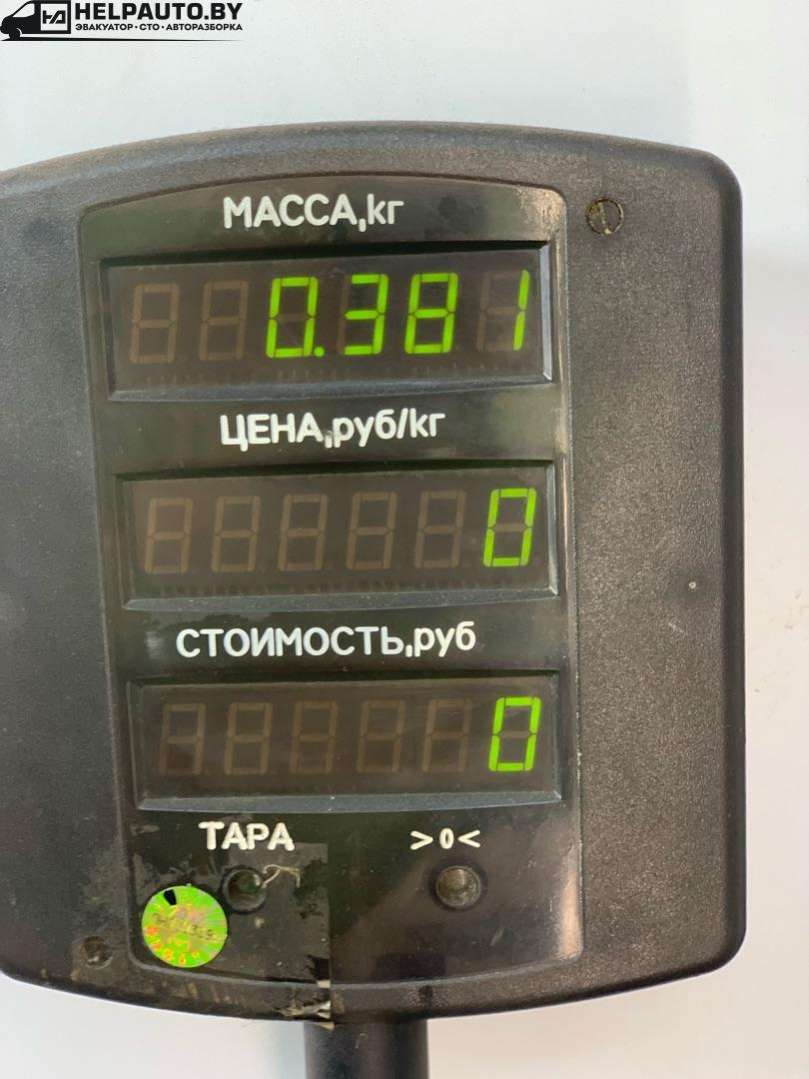 HELPAUTO.BY
ЭВАКУАТОР · СТО · АВТОРАЗБОРКА
МАССА,кг
0.381
ЦЕНА,руб/кг
0
СТОИМОСТЬ,руб
0
ТАРА >0<